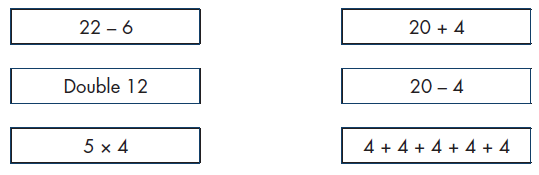 22 – 6
20 + 4
Double 12
20 – 4
5 × 4
4 + 4 + 4 + 4 + 4